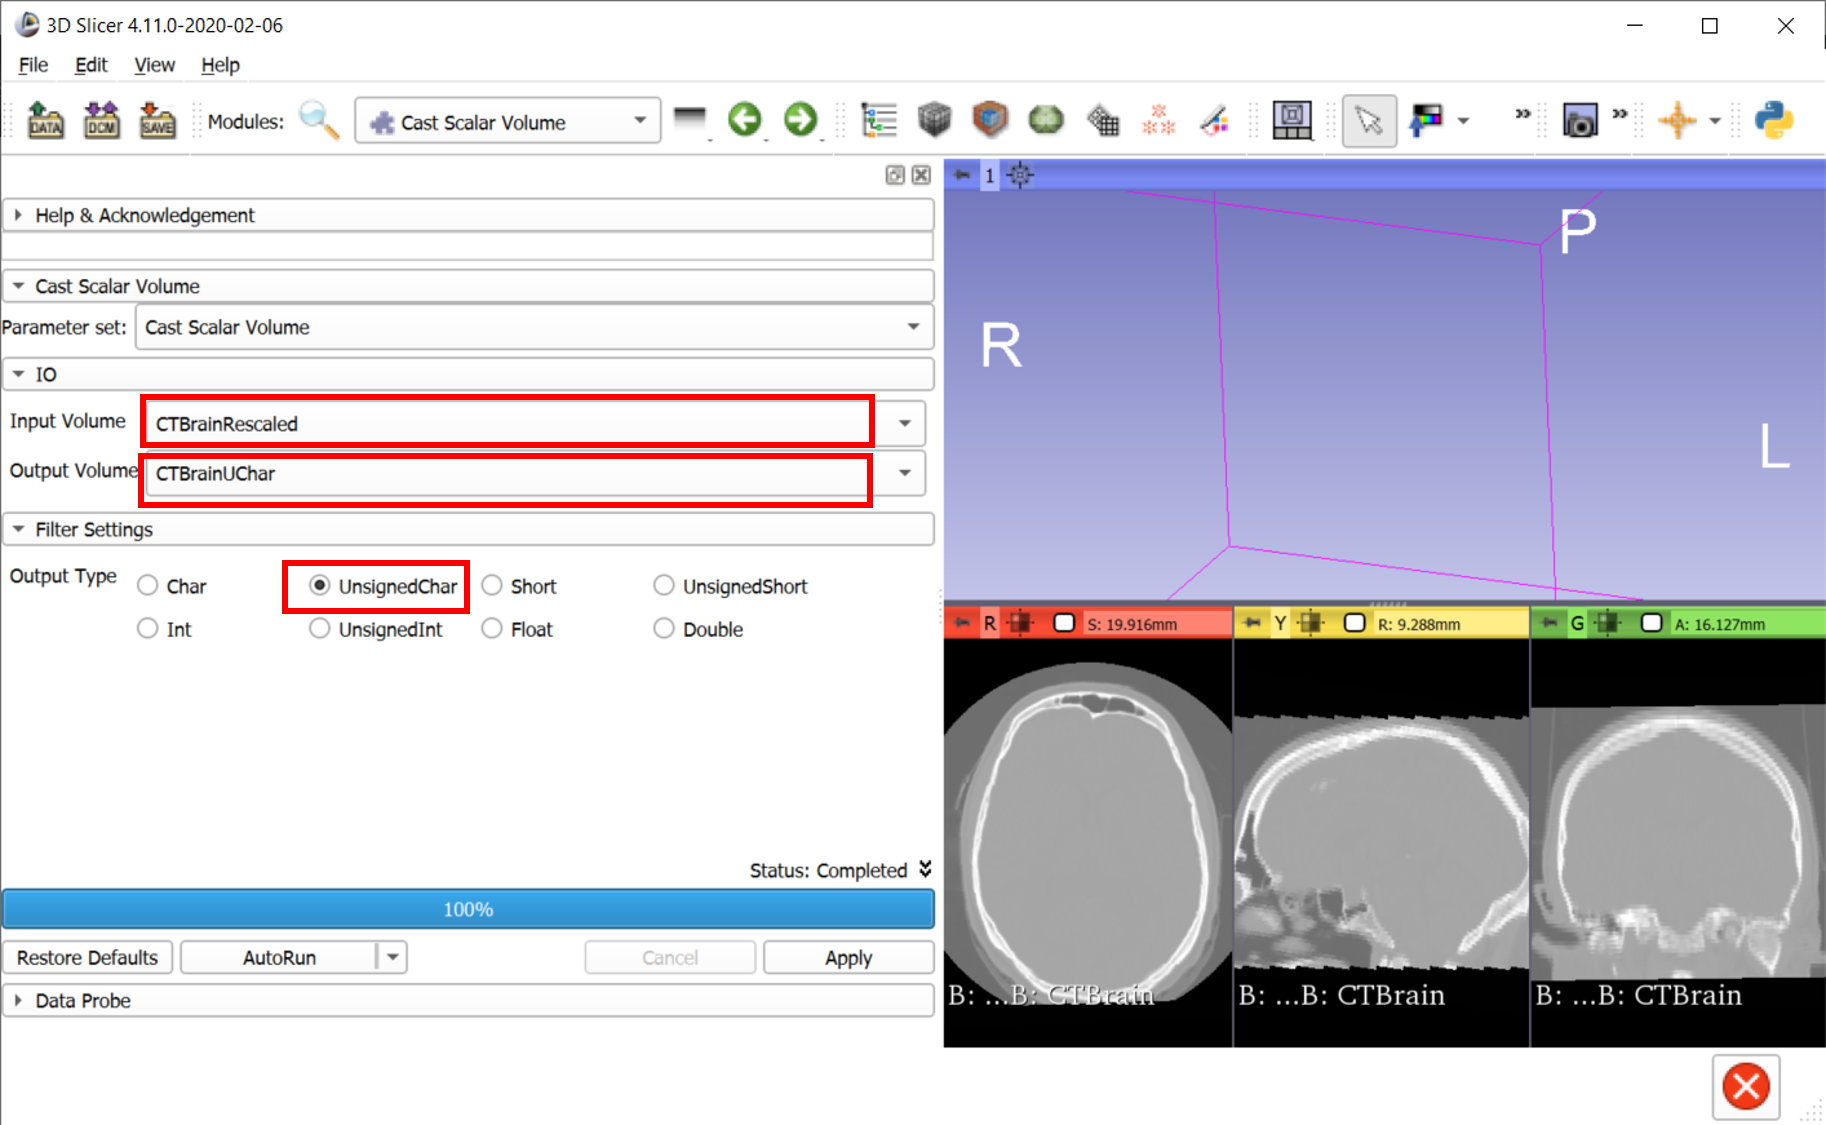 3D Slicer 4.11.0-2020-02-06
File Edit View Help
DATA DCM SAVE Modules: Cast Scalar Volume
1
Help & Acknowledgement
Cast Scalar Volume
Parameter set: Cast Scalar Volume
IO
Input Volume CTBrainRescaled
Output Volume CTBrainUChar
Filter Settings
Output Type Char UnsignedChar Short UnsignedShort
Int UnsignedInt Float Double
Status: Completed
100%
Restore Defaults AutoRun Cancel Apply
Data Probe
P
R
L
R S: 19.916mm
Y R: 9.288mm
G A: 16.127mm
B: ...B: CTBrain
B: ...B: CTBrain
B: ...B: CTBrain